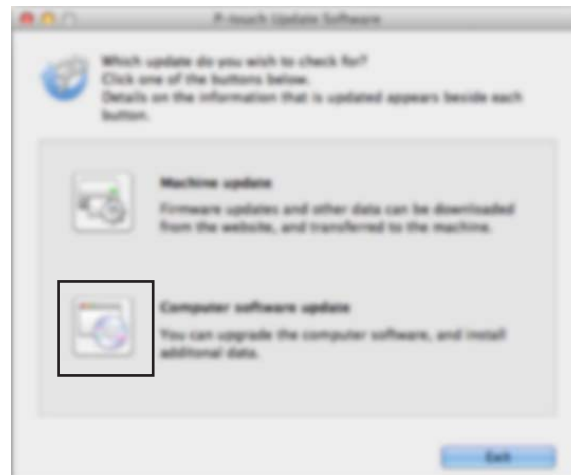 P-touch Update Software
Which update do you wish to check for?
Click one of the buttons below.
Details on the information that is updated appears beside each
button.
Machine update
Firmware updates and other data can be downloaded
from the website, and transferred to the machine.
Computer software update
You can upgrade the computer software, and install
additonal data.
Exit